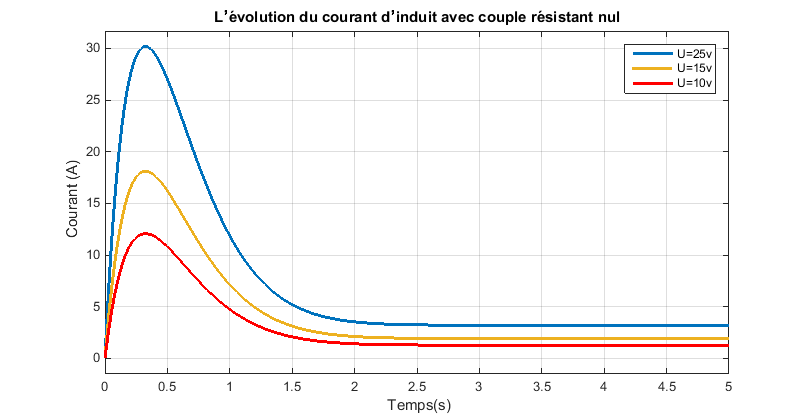 L'évolution du courant d'induit avec couple résistant nul
U=25v
U=15v
U=10v
Courant (A)
30
25
20
15
10
5
0
0 0.5 1 1.5 2 2.5 3 3.5 4 4.5 5
Temps(s)